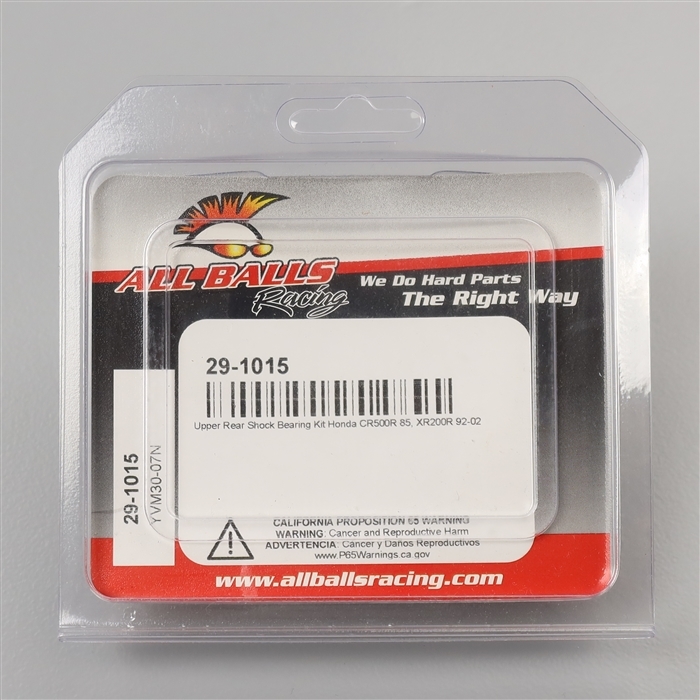 ALL BALLS
Racing
We Do Hard Parts
The Right Way
29-1015
Upper Rear Shock Bearing Kit Honda CR500R 85, XR200R 92-02
29-1015
YVM30-07N
CALIFORNIA PROPOSITION 65 WARNING
WARNING: Cancer and Reproductive Harm
ADVERTENCIA: Cancer y Daños Reproductivos
www.P65Warnings.ca.gov
www.allballsracing.com